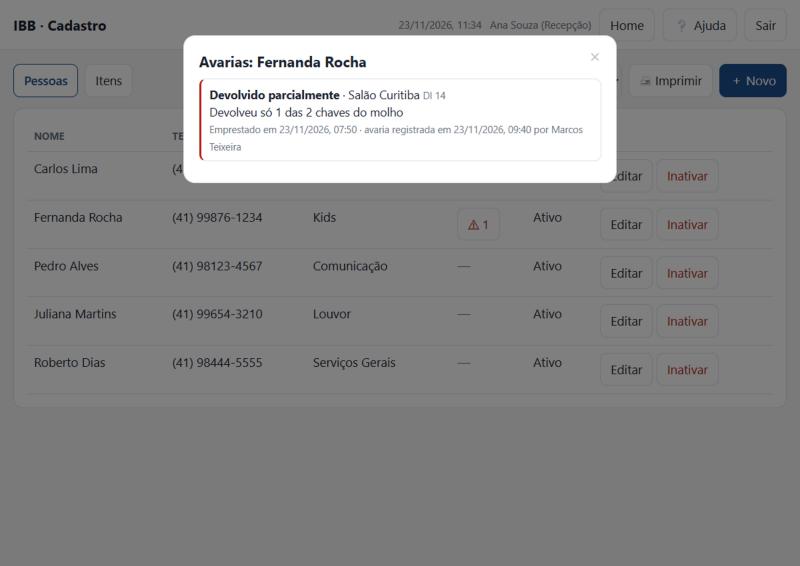 IBB · Cadastro
23/11/2026, 11:34 Ana Souza (Recepção) Home ? Ajuda Sair
Pessoas Itens Imprimir + Novo
Avarias: Fernanda Rocha ×
Devolvido parcialmente · Salão Curitiba DI 14
Devolveu só 1 das 2 chaves do molho
Emprestado em 23/11/2026, 07:50 · avaria registrada em 23/11/2026, 09:40 por Marcos
Teixeira
NOME
Carlos Lima Editar Inativar
Fernanda Rocha (41) 99876-1234 Kids ⚠ 1 Ativo Editar Inativar
Pedro Alves (41) 98123-4567 Comunicação — Ativo Editar Inativar
Juliana Martins (41) 99654-3210 Louvor — Ativo Editar Inativar
Roberto Dias (41) 98444-5555 Serviços Gerais — Ativo Editar Inativar